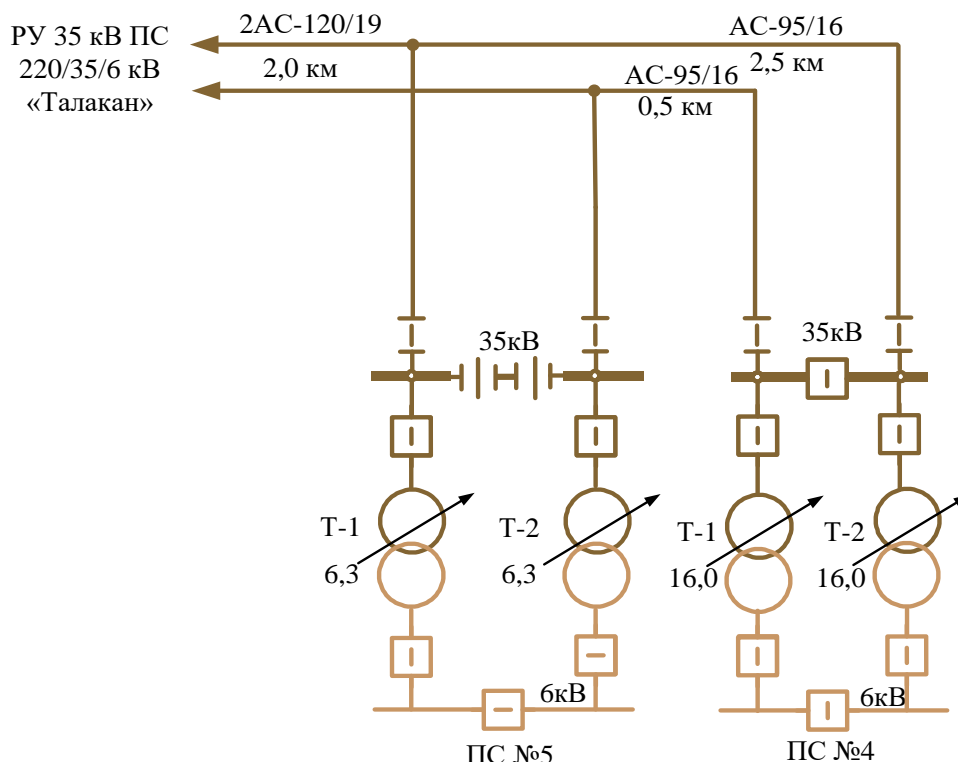 РУ 35 кВ ПС
220/35/6 кВ
«Талакан»
2АС-120/19
2,0 км
АС-95/16
2,5 км
АС-95/16
0,5 км
35кВ
35кВ
Т-1
6,3
Т-2
6,3
Т-1
16,0
Т-2
16,0
6кВ
6кВ
ПС №5
ПС №4